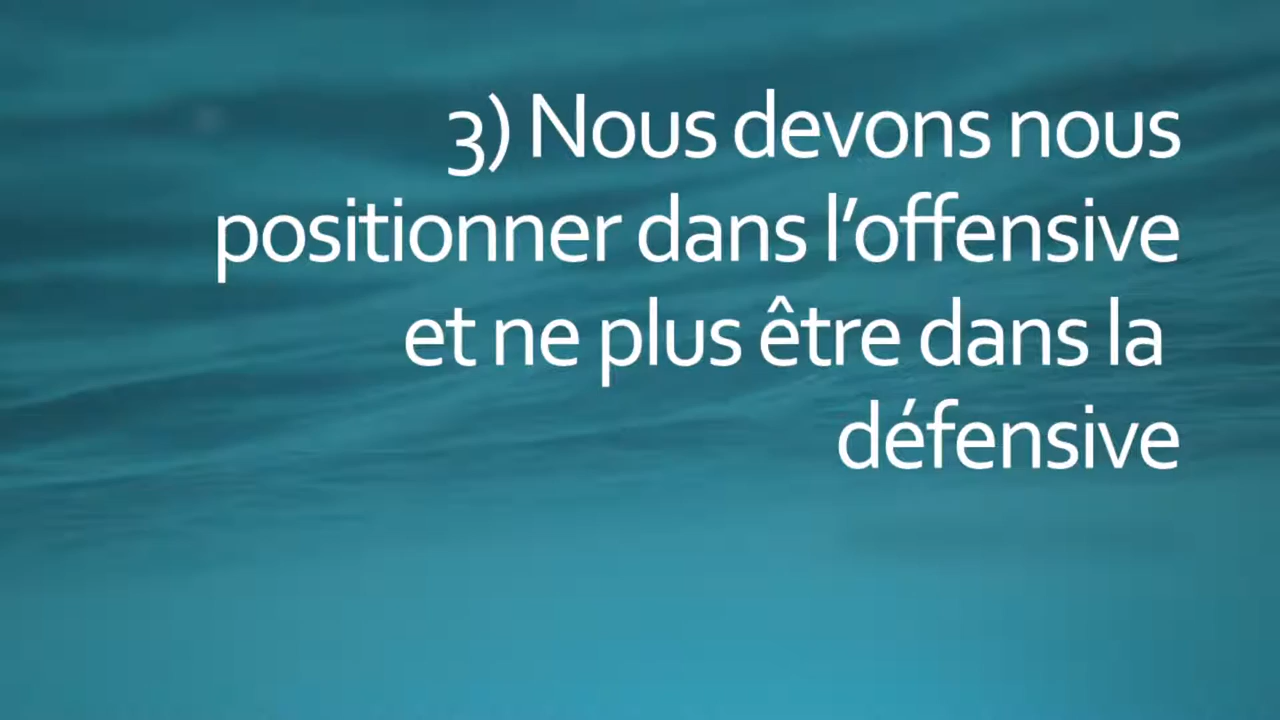 3) Nous devons nous
positionner dans l’offensive
et ne plus être dans la
défensive